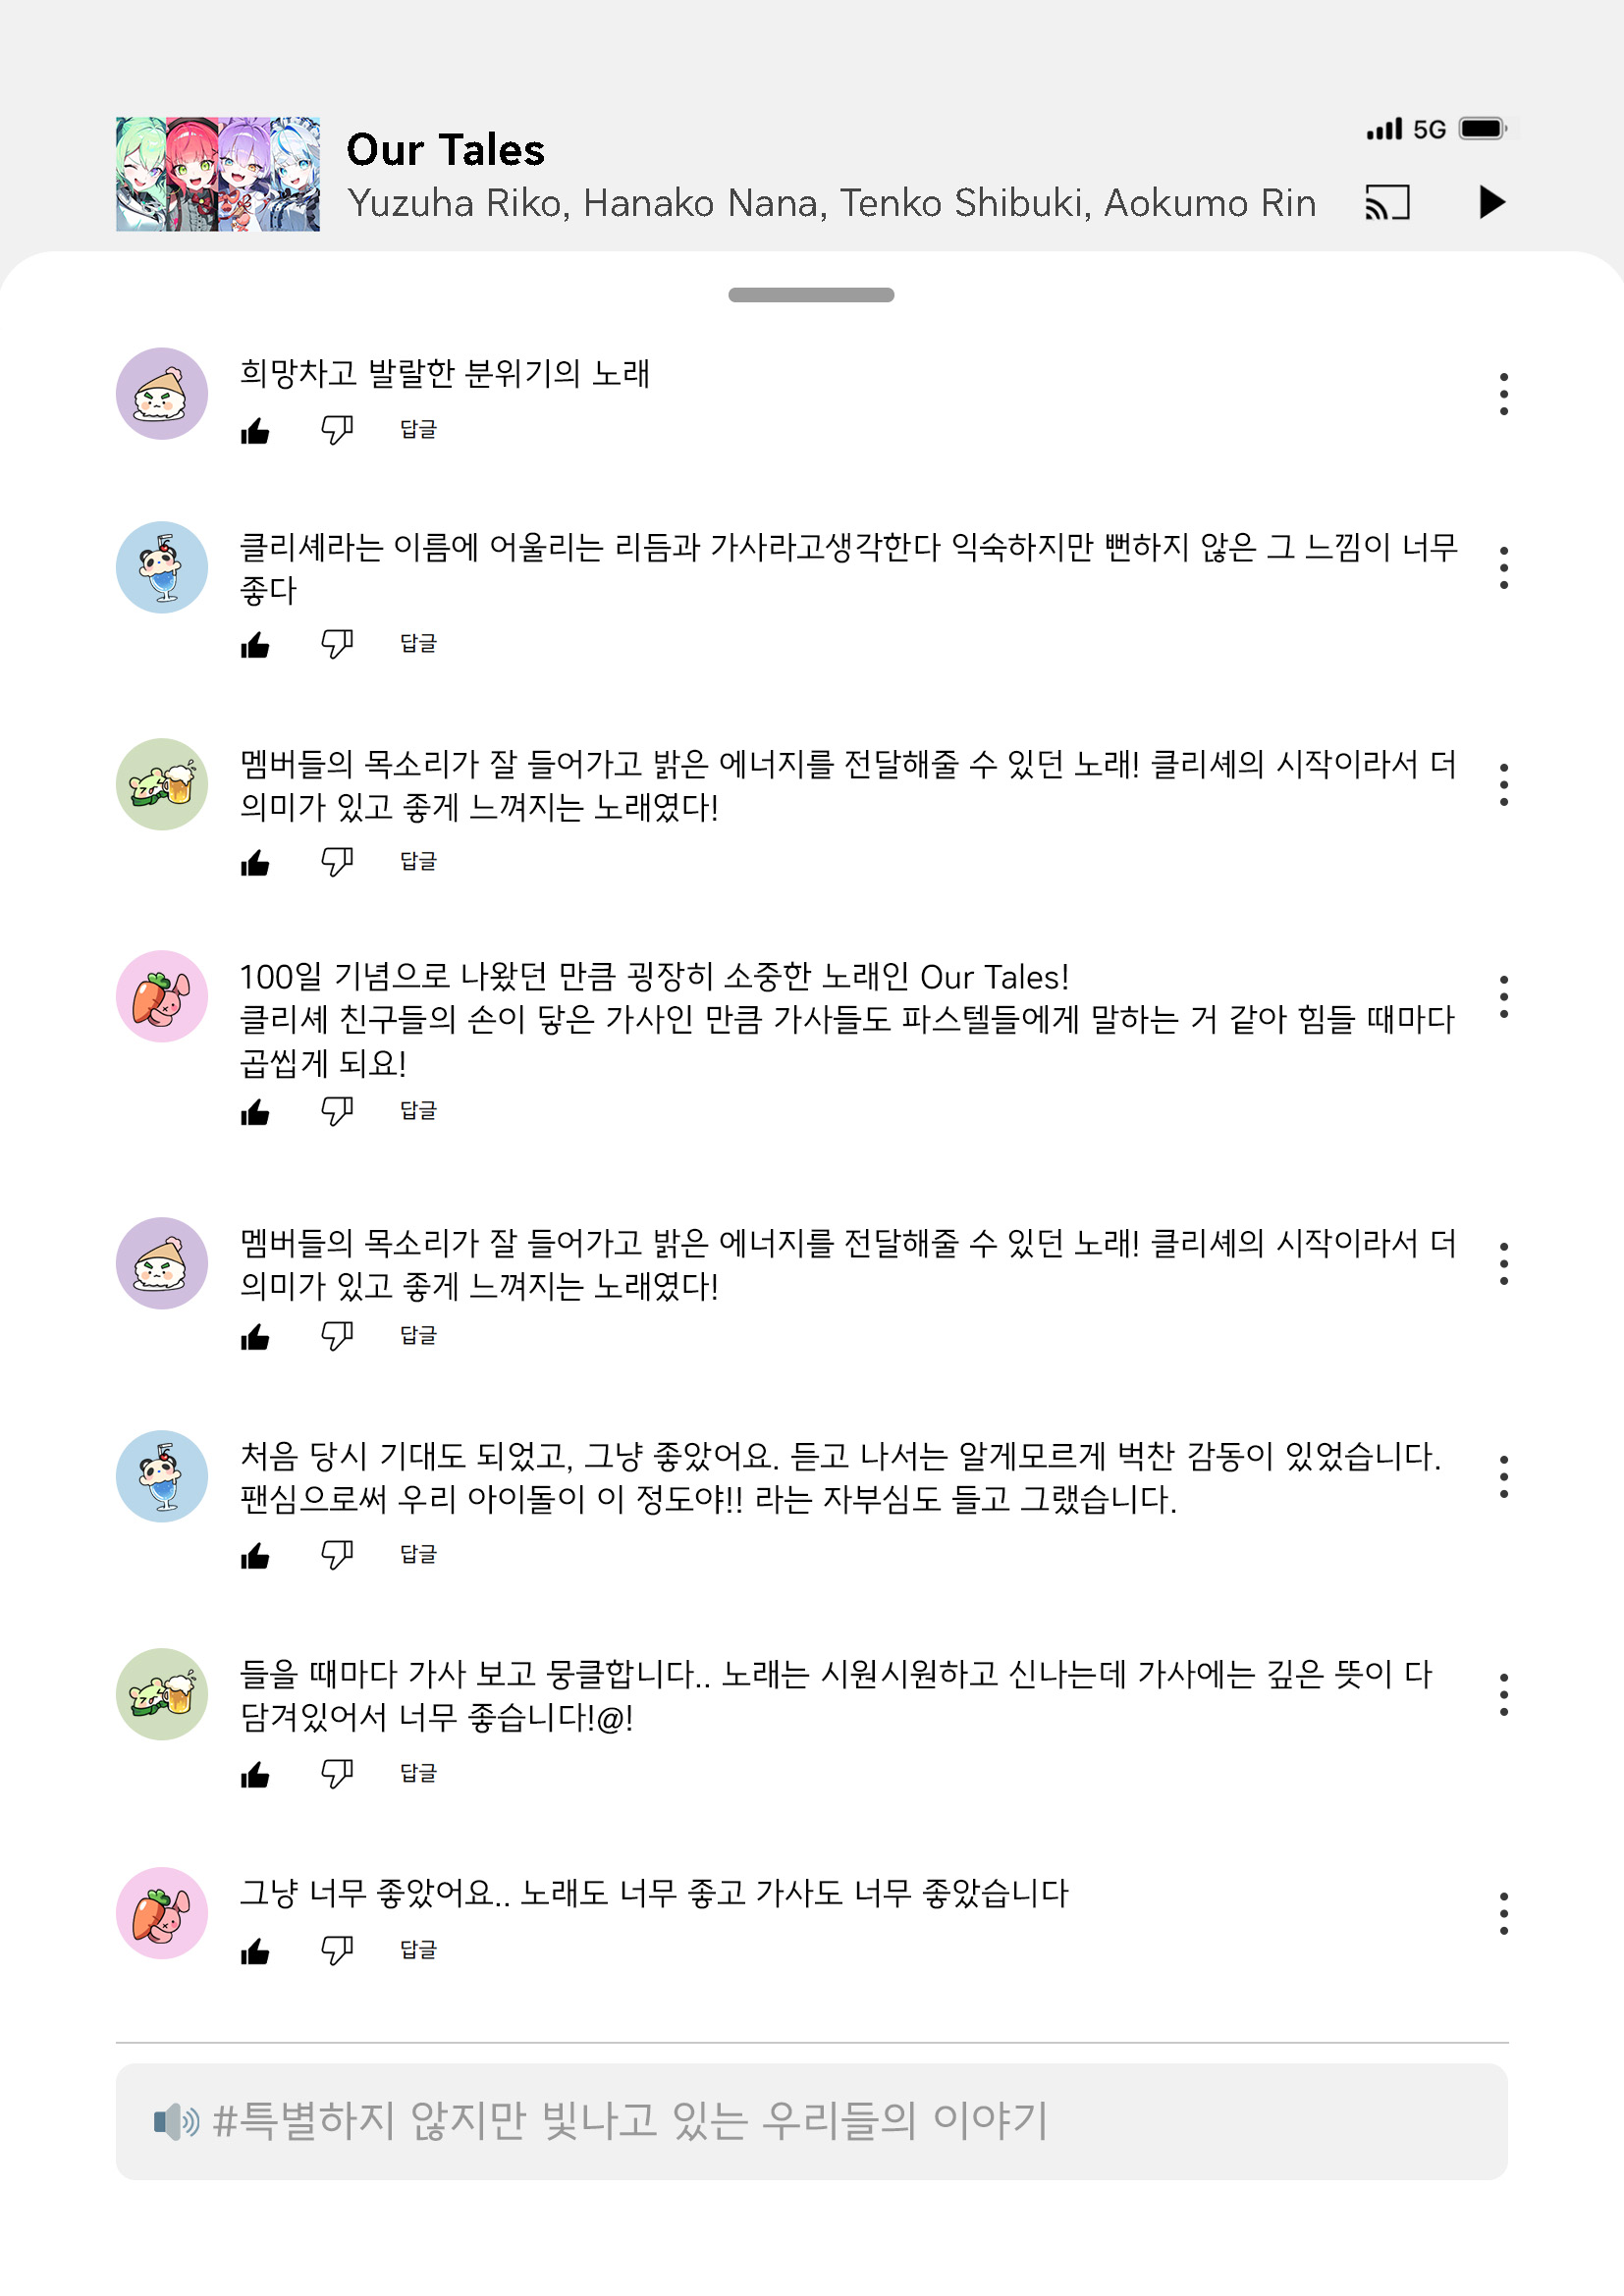 Our Tales
5G
Yuzuha Riko, Hanako Nana, Tenko Shibuki, Aokumo Rin
희망차고 발랄한 분위기의 노래
답글
클리셰라는 이름에 어울리는 리듬과 가사라고생각한다 익숙하지만 뻔하지 않은 그 느낌이 너무
좋다
답글
멤버들의 목소리가 잘 들어가고 밝은 에너지를 전달해줄 수 있던 노래! 클리셰의 시작이라서 더
의미가 있고 좋게 느껴지는 노래였다!
답글
100일 기념으로 나왔던 만큼 굉장히 소중한 노래인 Our Tales!
클리셰 친구들의 손이 닿은 가사인 만큼 가사들도 파스텔들에게 말하는 거 같아 힘들 때마다
곱씹게 되요!
답글
멤버들의 목소리가 잘 들어가고 밝은 에너지를 전달해줄 수 있던 노래! 클리셰의 시작이라서 더
의미가 있고 좋게 느껴지는 노래였다!
답글
처음 당시 기대도 되었고, 그냥 좋았어요. 듣고 나서는 알게모르게 벅찬 감동이 있었습니다.
팬심으로써 우리 아이돌이 이 정도야!! 라는 자부심도 들고 그랬습니다.
답글
들을 때마다 가사 보고 뭉클합니다.. 노래는 시원시원하고 신나는데 가사에는 깊은 뜻이 다
담겨있어서 너무 좋습니다!@!
답글
그냥 너무 좋았어요.. 노래도 너무 좋고 가사도 너무 좋았습니다
답글
#특별하지 않지만 빛나고 있는 우리들의 이야기